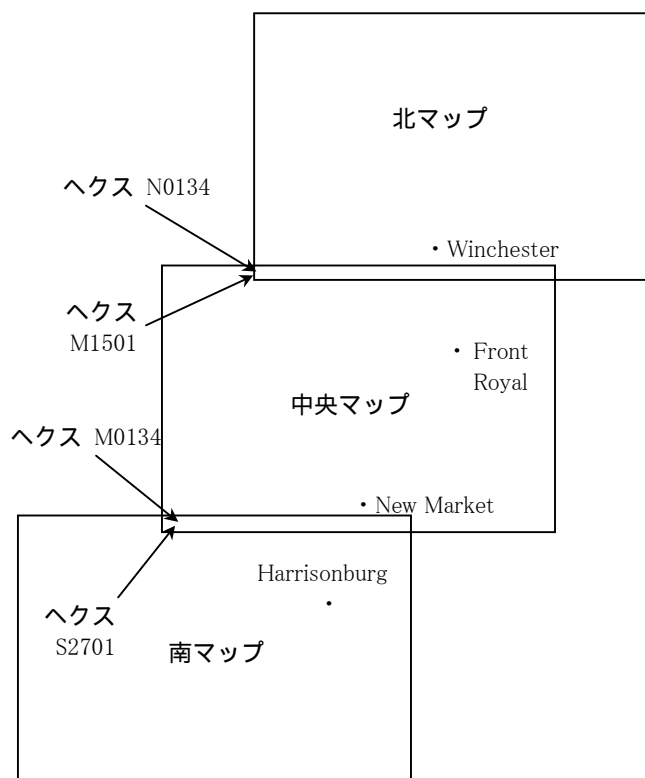 北マップ
ヘクス N0134
・Winchester
ヘクス
M1501
・Front
Royal
中央マップ
ヘクス M0134
・New Market
Harrisonburg
・
ヘクス
S2701
南マップ